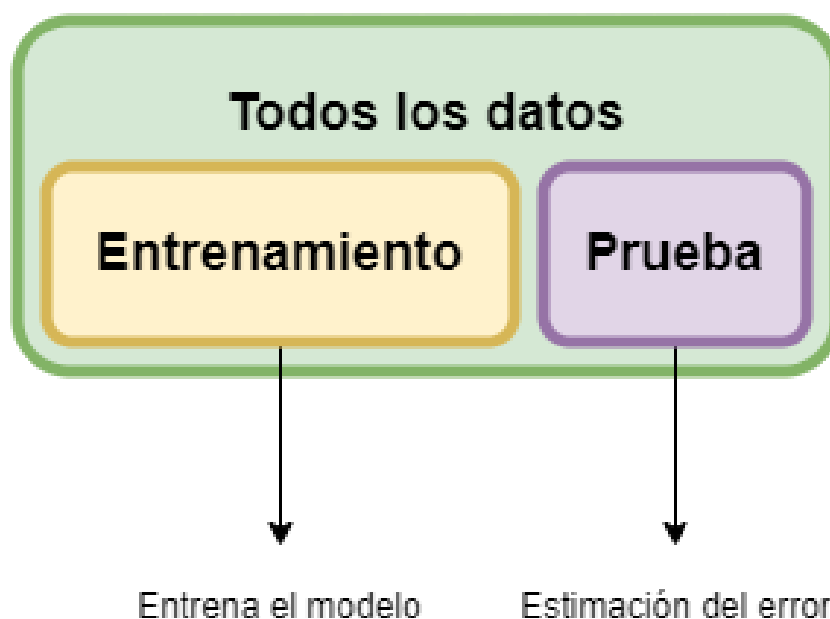 Todos los datos
Entrenamiento
Prueba
Entrena el modelo
Estimación del error